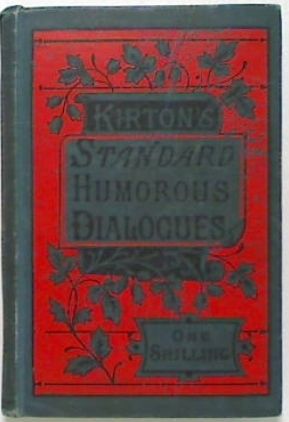 KIRTON'S
STANDARD
HUMOROUS
DIALOGUES
ONE
SHILLING